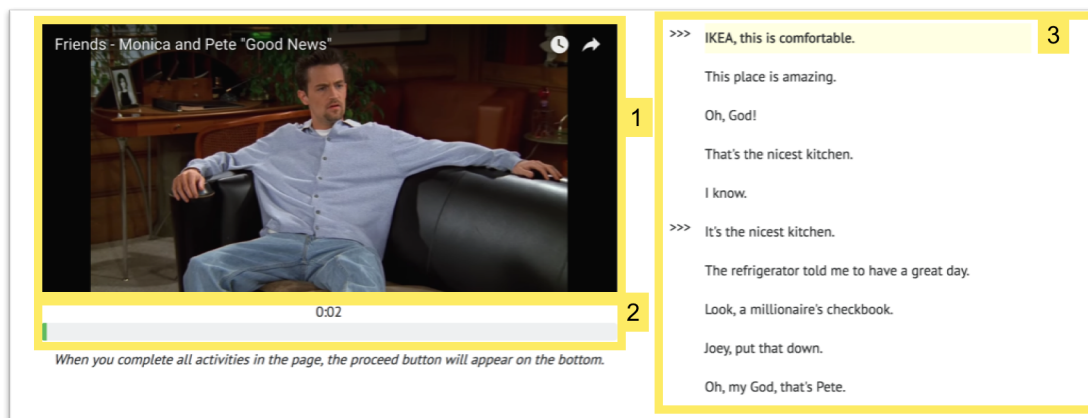 Friends - Monica and Pete "Good News"
1
0:02
2
When you complete all activities in the page, the proceed button will appear on the bottom.
3
>>> IKEA, this is comfortable.
This place is amazing.
Oh, God!
That's the nicest kitchen.
I know.
>>> It's the nicest kitchen.
The refrigerator told me to have a great day.
Look, a millionaire's checkbook.
Joey, put that down.
Oh, my God, that's Pete.